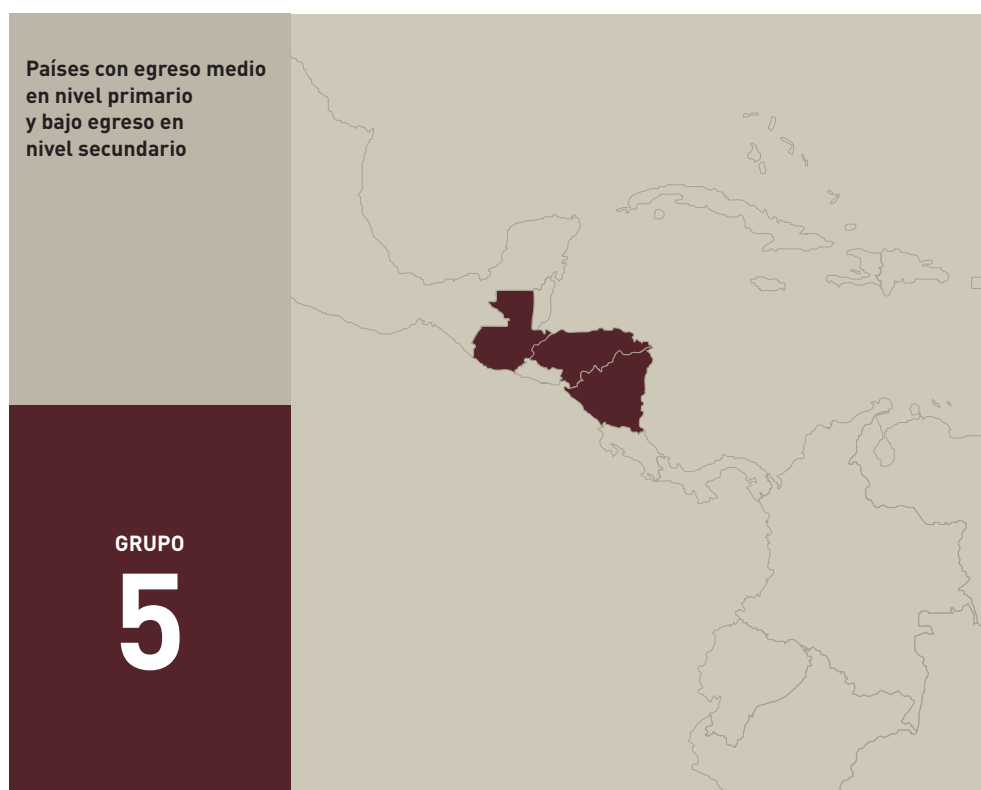 Países con egreso medio
en nivel primario
y bajo egreso en
nivel secundario
GRUPO
5